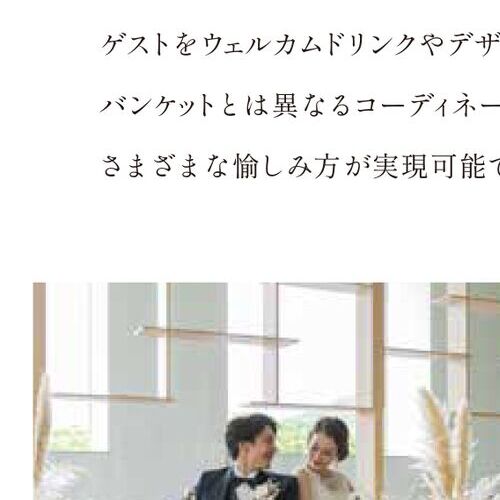 ゲストをウェルカムドリンクやデザ
バンケットとは異なるコーディネー
さまざまな愉しみ方が実現可能で